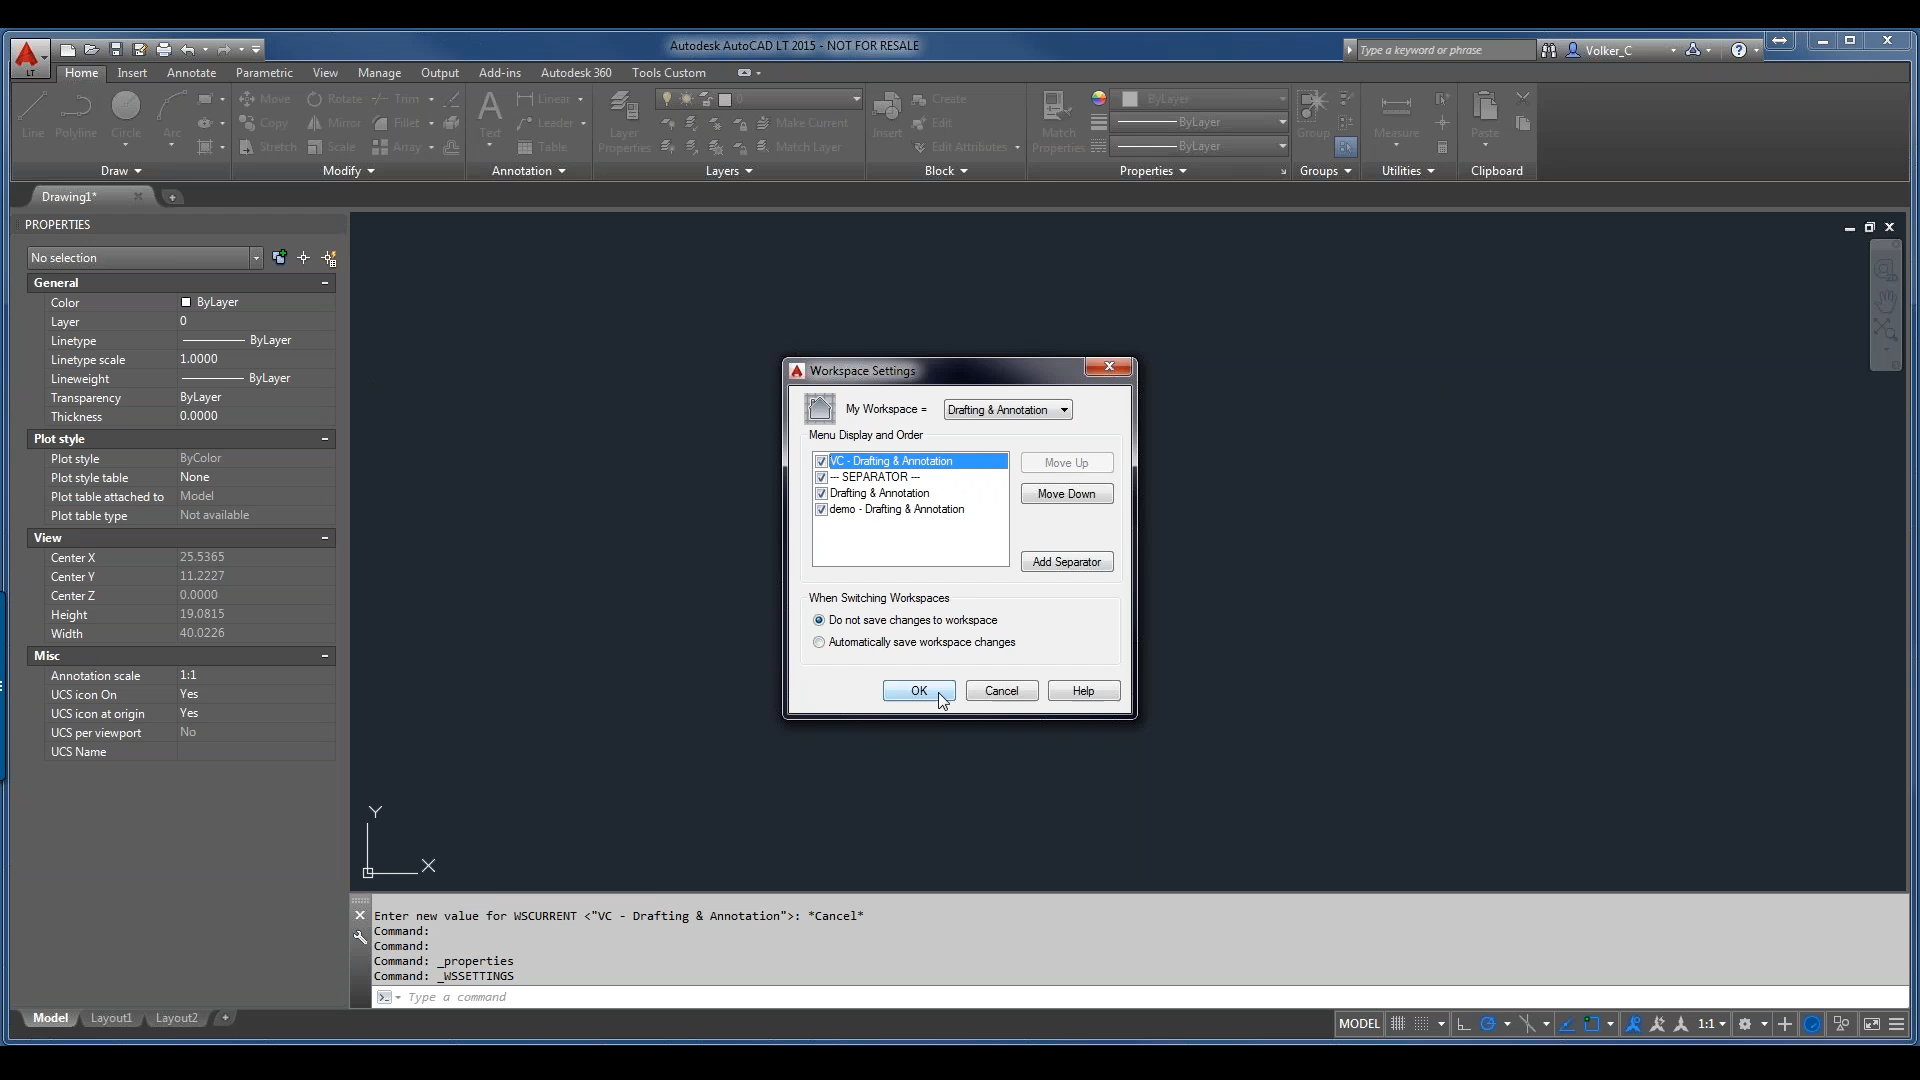 Autodesk AutoCAD LT 2015 - NOT FOR RESALE
Type a keyword or phrase
Volker_C
LT
Home Insert Annotate Parametric View Manage Output Add-ins Autodesk 360 Tools Custom
Line Polyline Circle Arc
Move Rotate Trim
Copy Mirror Fillet
Stretch Scale Array
Text Linear
Leader
Table
Layer Properties
0
Make Current
Match Layer
Insert Create
Edit
Edit Attributes
Match Properties
ByLayer
ByLayer
ByLayer
Group
Measure
Paste
Draw Modify Annotation Layers Block Properties Groups Utilities Clipboard
Drawing1*
PROPERTIES
No selection
General
Color ByLayer
Layer 0
Linetype ByLayer
Linetype scale 1.0000
Lineweight ByLayer
Transparency ByLayer
Thickness 0.0000
Plot style
Plot style ByColor
Plot style table None
Plot table attached to Model
Plot table type Not available
View
Center X 25.5365
Center Y 11.2227
Center Z 0.0000
Height 19.0815
Width 40.0226
Misc
Annotation scale 1:1
UCS icon On Yes
UCS icon at origin Yes
UCS per viewport No
UCS Name
Workspace Settings
My Workspace = Drafting & Annotation
Menu Display and Order
VC - Drafting & Annotation
--- SEPARATOR ---
Drafting & Annotation
demo - Drafting & Annotation
Move Up
Move Down
Add Separator
When Switching Workspaces
Do not save changes to workspace
Automatically save workspace changes
OK Cancel Help
Y
X
Enter new value for WSCURRENT <"VC - Drafting & Annotation">: *Cancel*
Command:
Command:
Command: _properties
Command: _WSSETTINGS
Type a command
Model Layout1 Layout2
MODEL 1:1